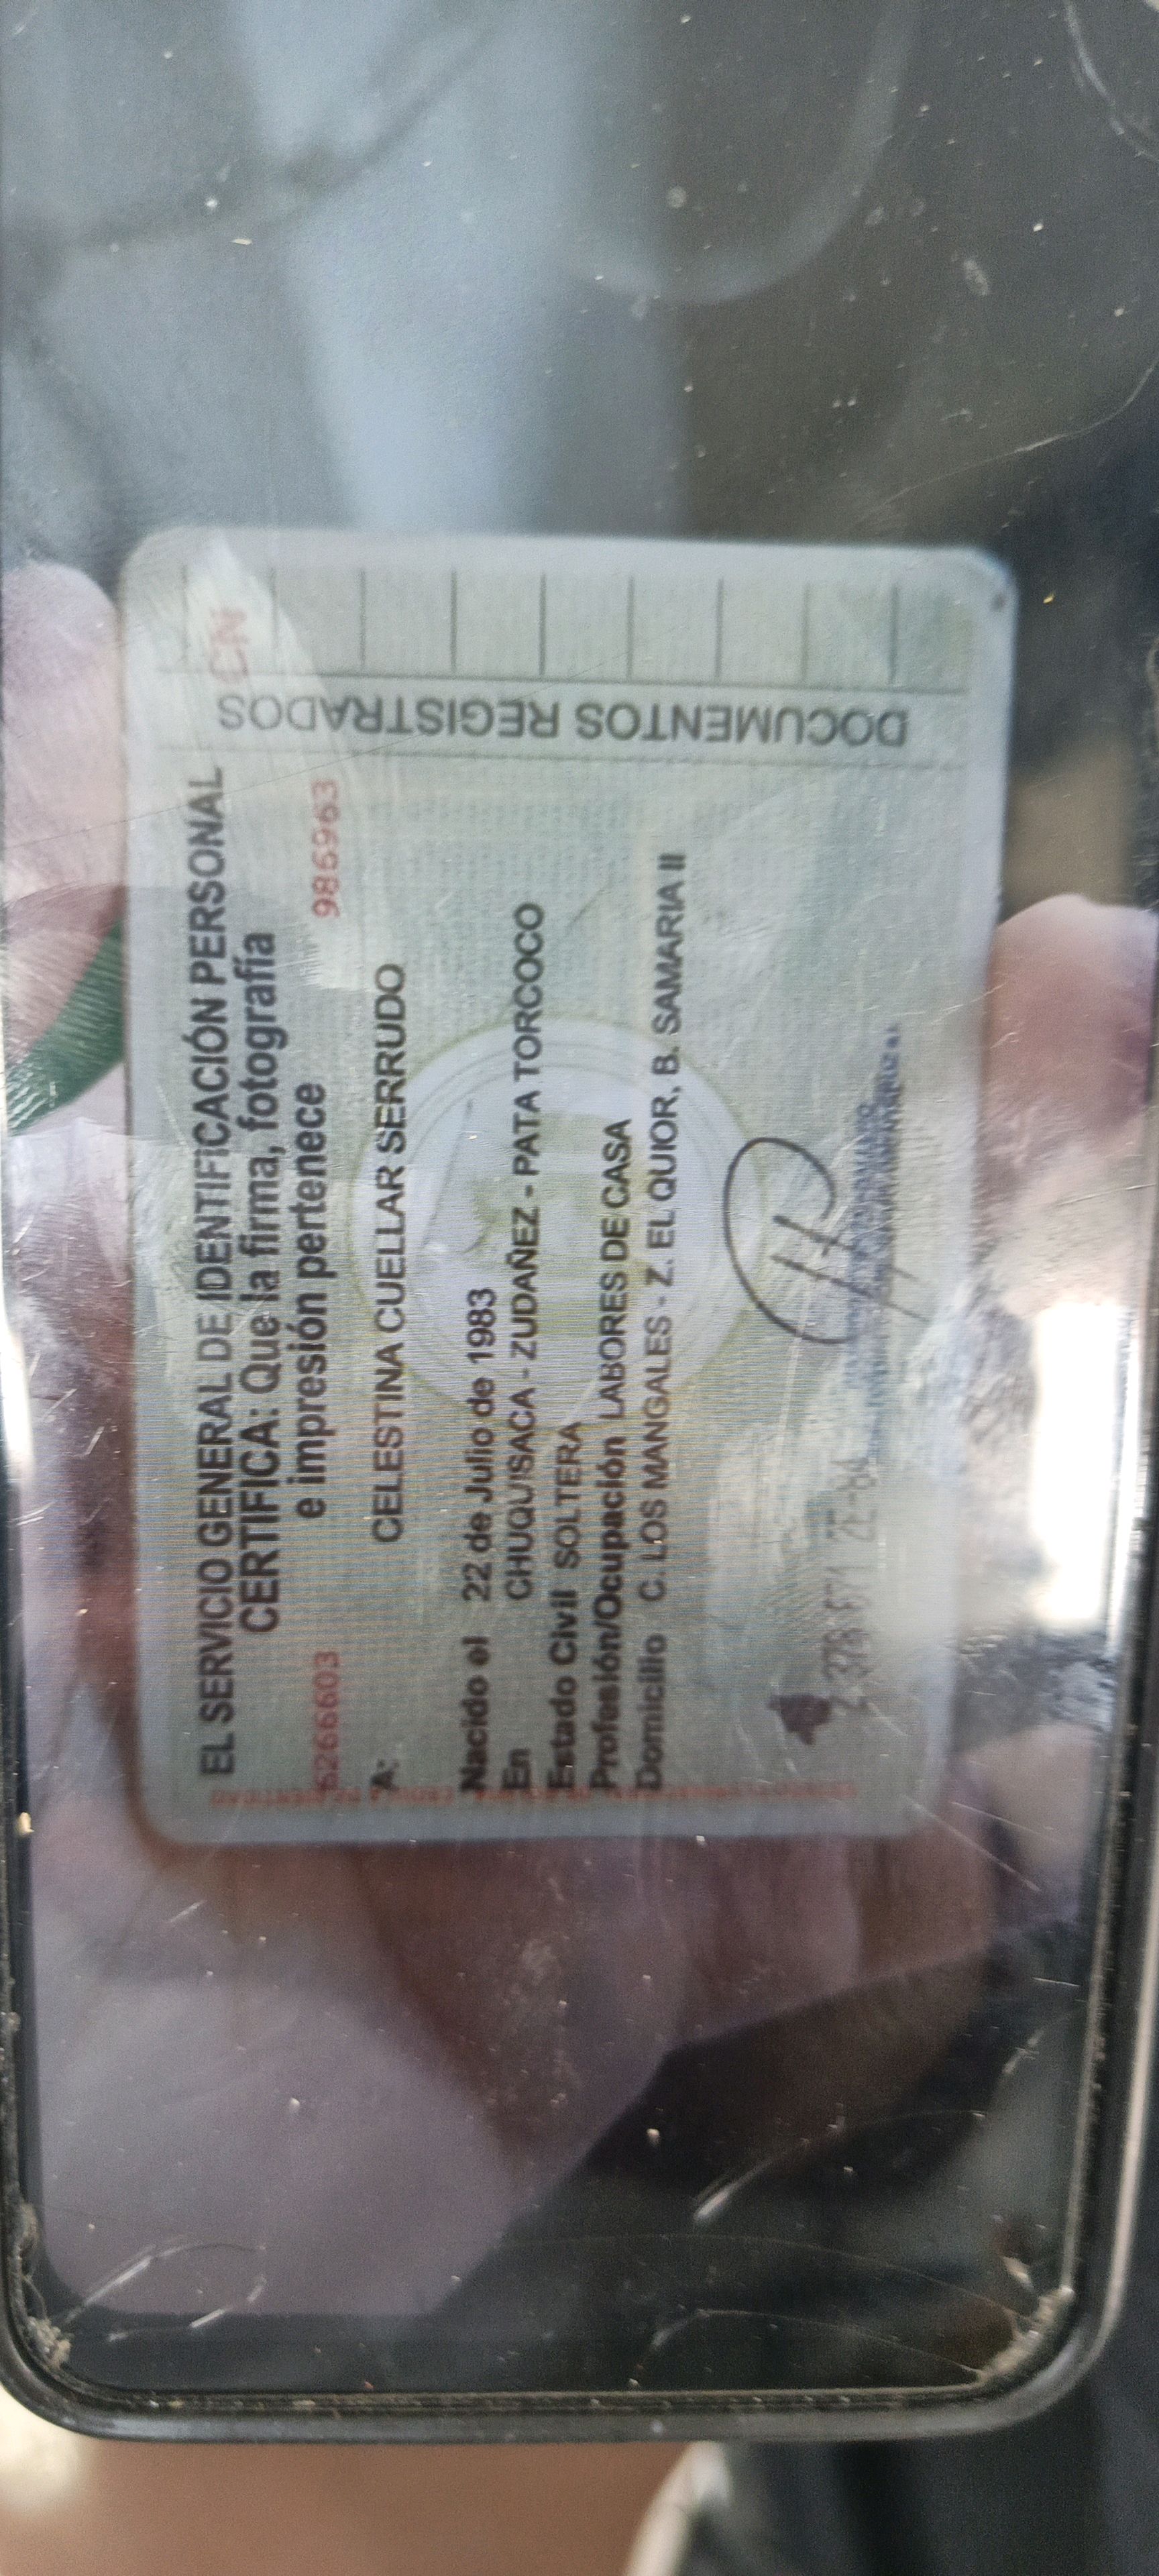 EL SERVICIO GENERAL DE IDENTIFICACIÓN PERSONAL
CERTIFICA: Que la firma, fotografía
e impresión pertenece
6266603 986963
A: CELESTINA CUELLAR SERRUDO
Nacido el 22 de Julio de 1983
En CHUQUISACA - ZUDAÑEZ - PATA TORCOCO
Estado Civil SOLTERA
Profesión/Ocupación LABORES DE CASA
Domicilio C. LOS MANGALES - Z. EL QUIOR, B. SAMARIA II
DOCUMENTOS REGISTRADOS
CN